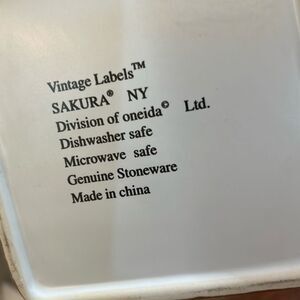 Vintage Labels™
SAKURA® NY
Division of oneida© Ltd.
Dishwasher safe
Microwave safe
Genuine Stoneware
Made in china